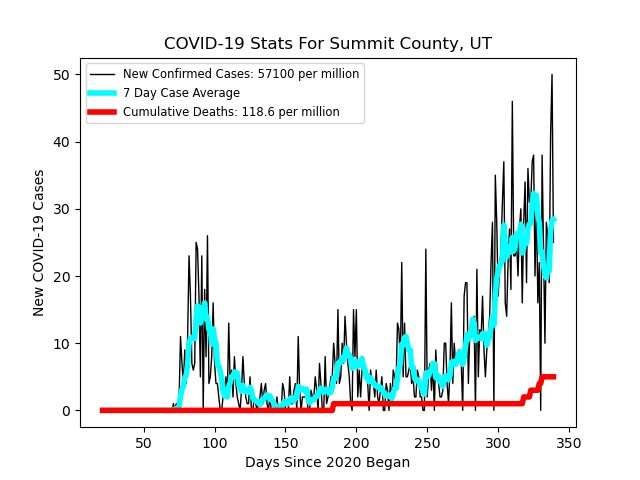 COVID-19 Stats For Summit County, UT
New Confirmed Cases: 57100 per million
7 Day Case Average
Cumulative Deaths: 118.6 per million
New COVID-19 Cases
50
40
30
20
10
0
50 100 150 200 250 300 350
Days Since 2020 Began